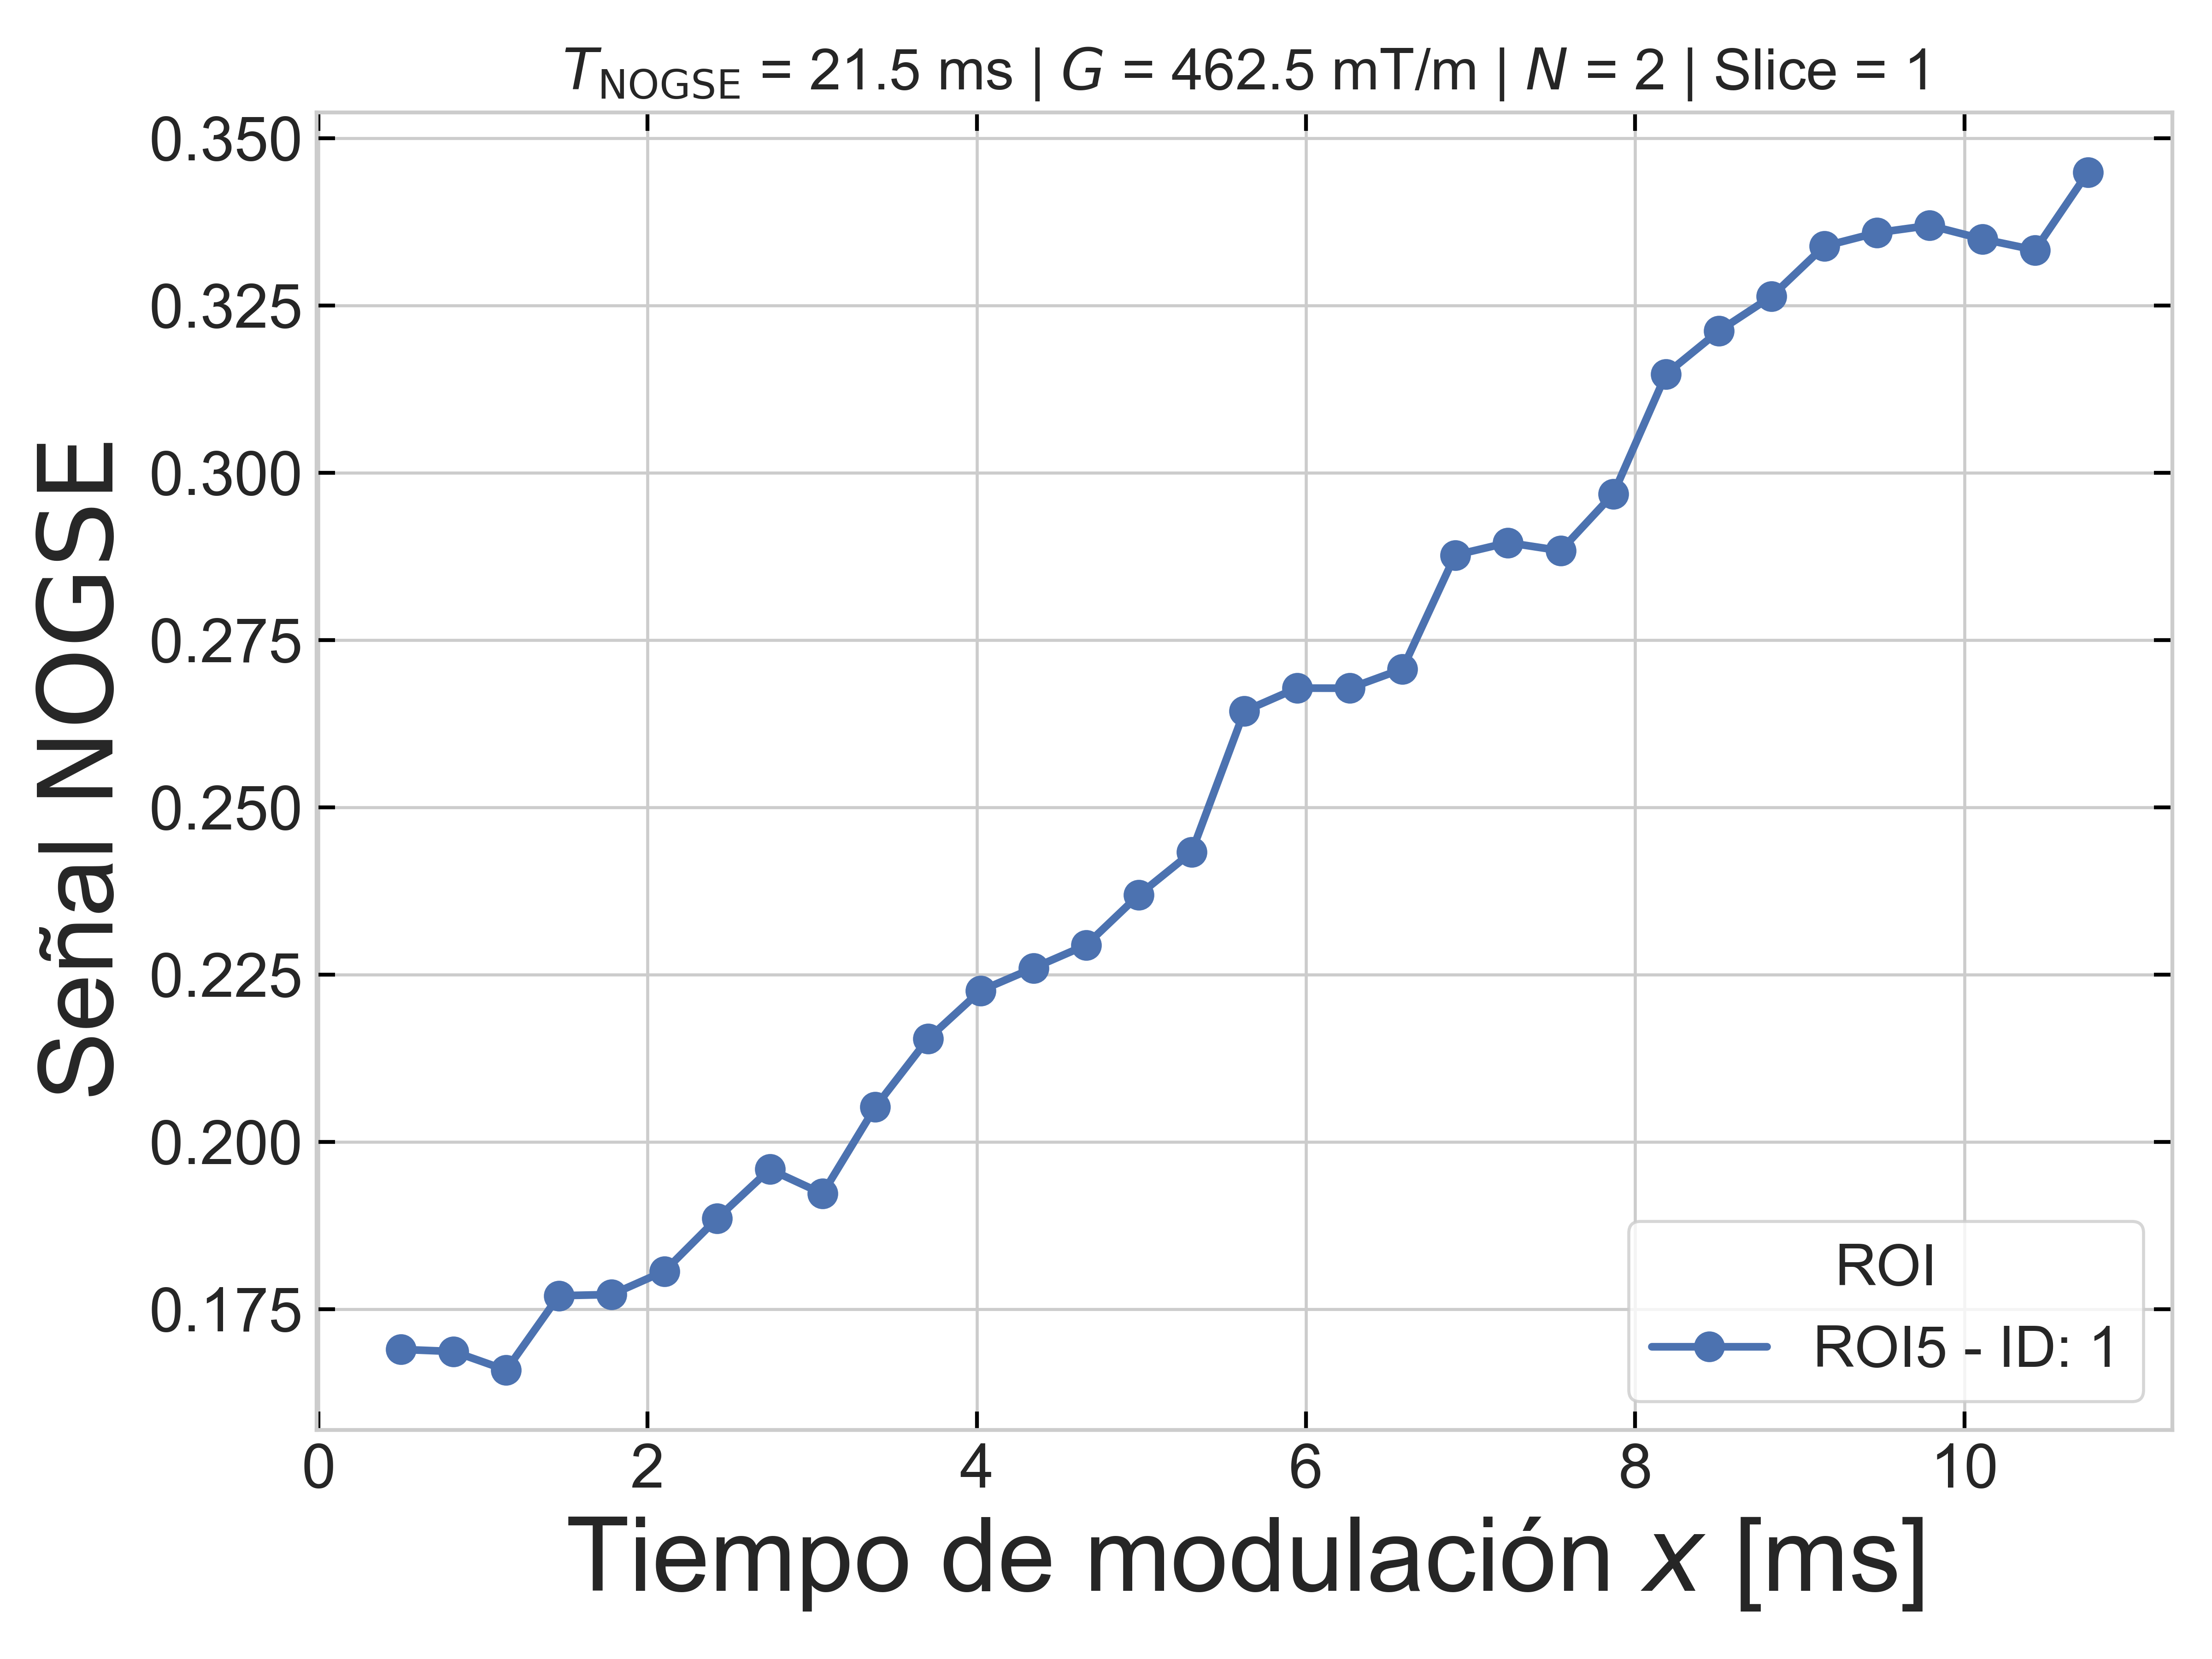 T_NOGSE = 21.5 ms | G = 462.5 mT/m | N = 2 | Slice = 1
Señal NOGSE
0.350
0.325
0.300
0.275
0.250
0.225
0.200
0.175
ROI
ROI5 - ID: 1
0 2 4 6 8 10
Tiempo de modulación x [ms]